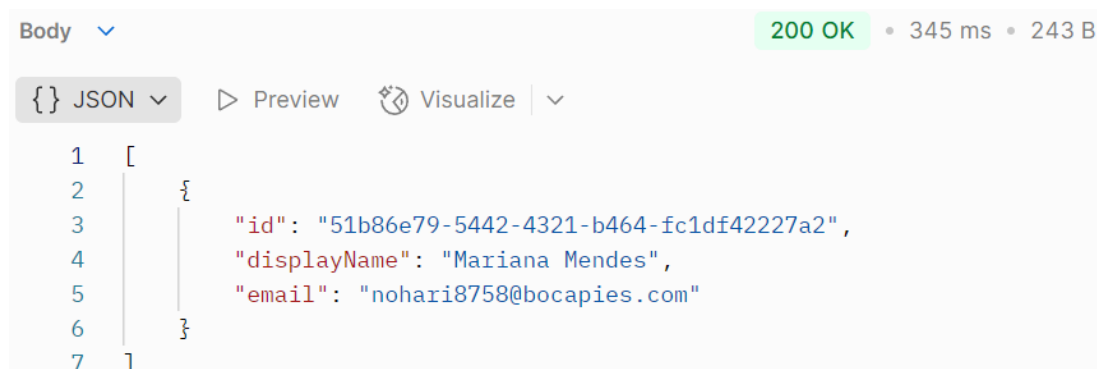 Body 200 OK • 345 ms • 243 B
{} JSON Preview Visualize
1 [
2 {
3 "id": "51b86e79-5442-4321-b464-fc1df42227a2",
4 "displayName": "Mariana Mendes",
5 "email": "nohari8758@bocapies.com"
6 }
7 ]